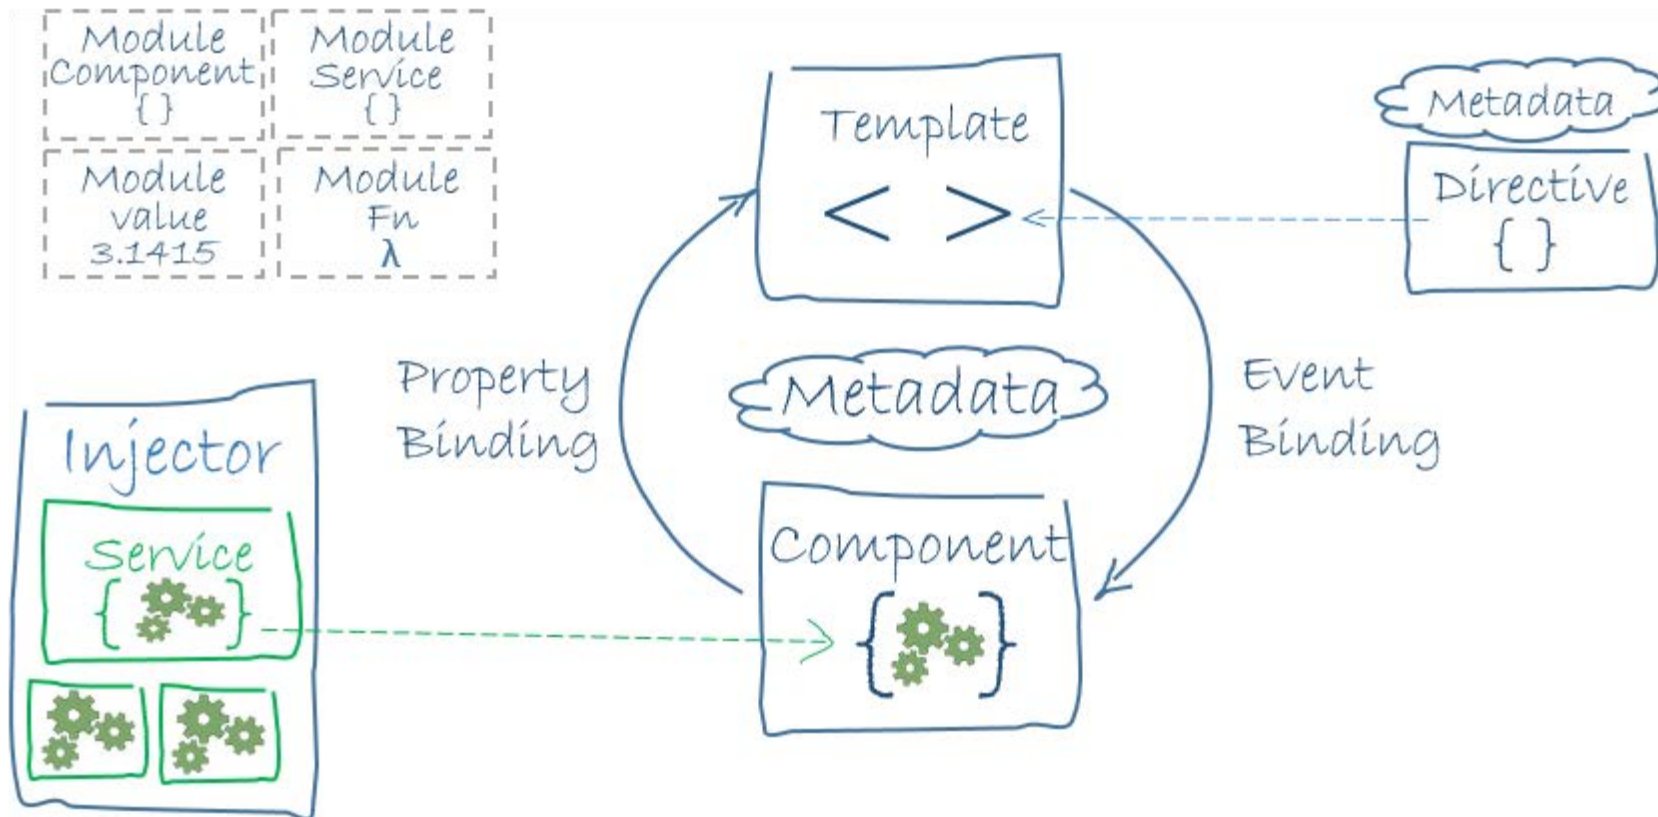 Module
Component
{ }
Module
Service
{ }
Module
value
3.1415
Module
Fn
λ
Template
< >
Metadata
Directive
{ }
Property
Binding
Metadata
Event
Binding
Injector
Service
{ }
Component
{ }